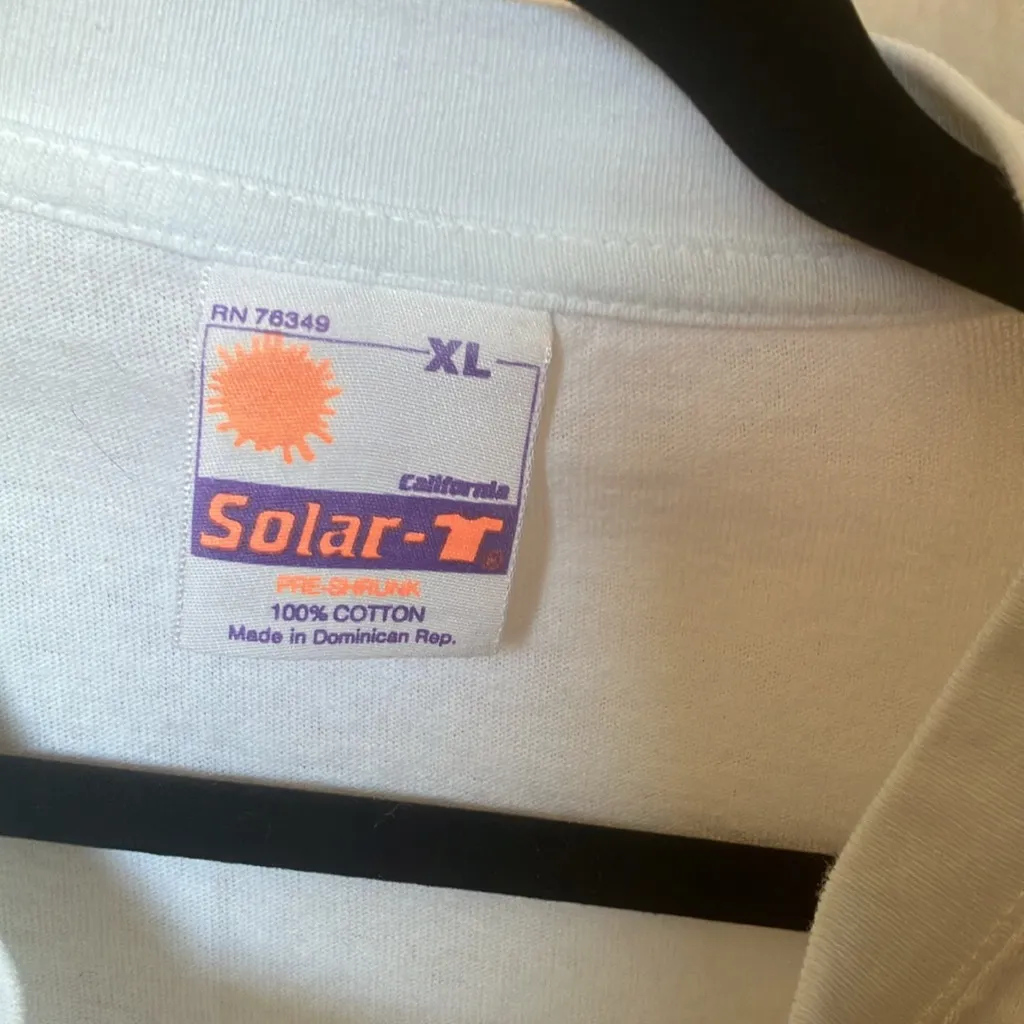 RN 76349
XL
California
Solar-T®
PRE-SHRUNK
100% COTTON
Made in Dominican Rep.